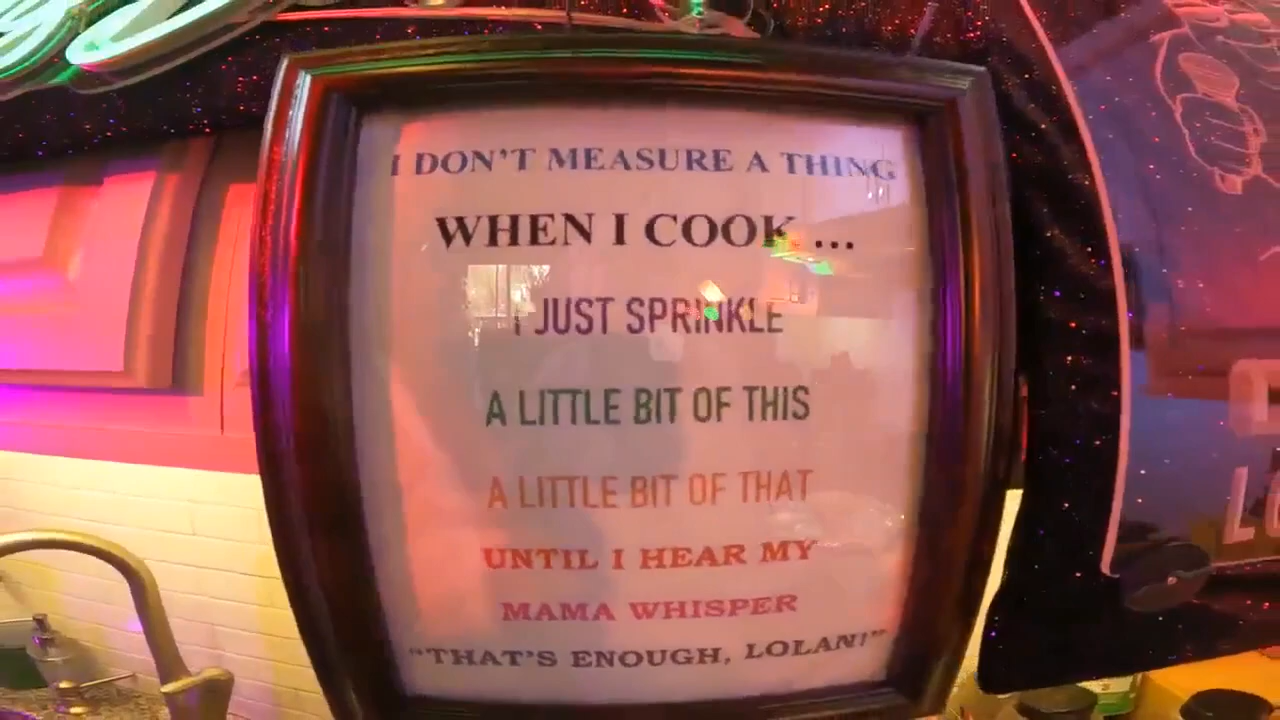 I DON'T MEASURE A THING
WHEN I COOK ...
I JUST SPRINKLE
A LITTLE BIT OF THIS
A LITTLE BIT OF THAT
UNTIL I HEAR MY
MAMA WHISPER
"THAT'S ENOUGH, LOLAN!"